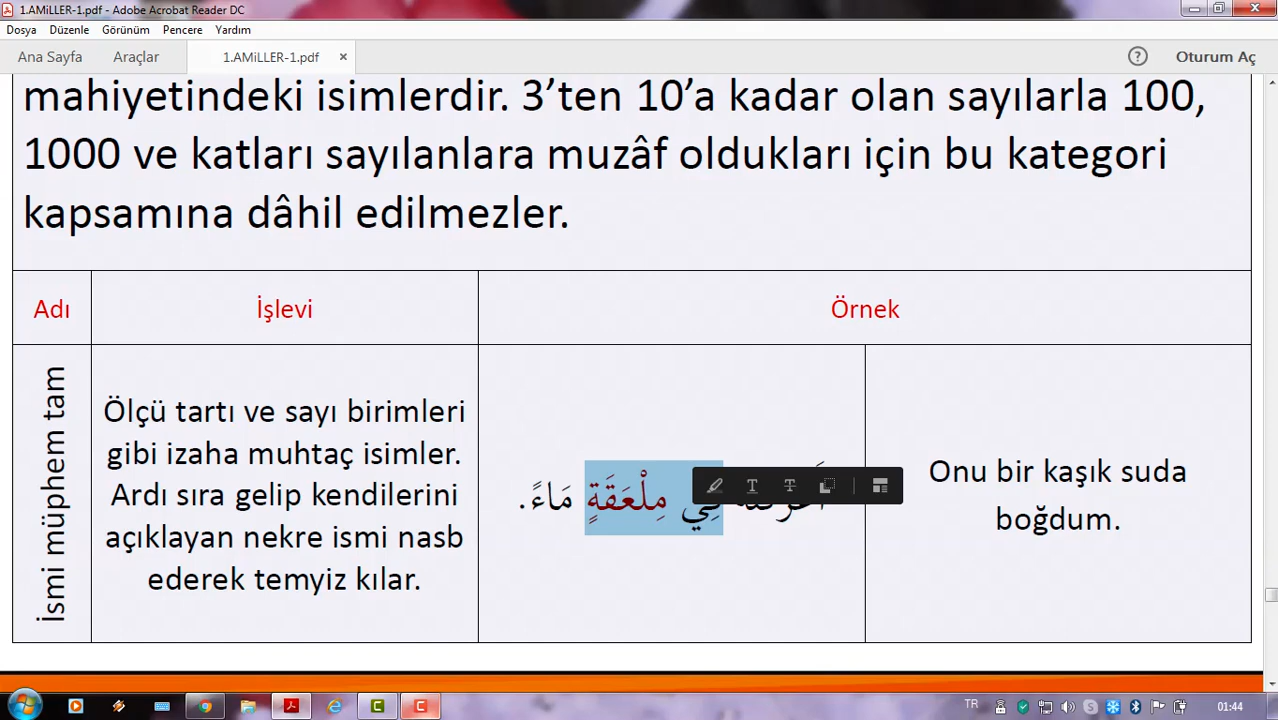 1.AMiLLER-1.pdf - Adobe Acrobat Reader DC
Dosya Düzenle Görünüm Pencere Yardım
Ana Sayfa Araçlar 1.AMiLLER-1.pdf × ? Oturum Aç
mahiyetindeki isimlerdir. 3’ten 10’a kadar olan sayılarla 100,
1000 ve katları sayılanlara muzâf oldukları için bu kategori
kapsamına dâhil edilmezler.
Adı İşlevi Örnek
İsmi müphem tam
Ölçü tartı ve sayı birimleri
gibi izaha muhtaç isimler.
Ardı sıra gelip kendilerini
açıklayan nekre ismi nasb
ederek temyiz kılar.
فِي مِلْعَقَةٍ مَاءً.
Onu bir kaşık suda
boğdum.
TR 01:44